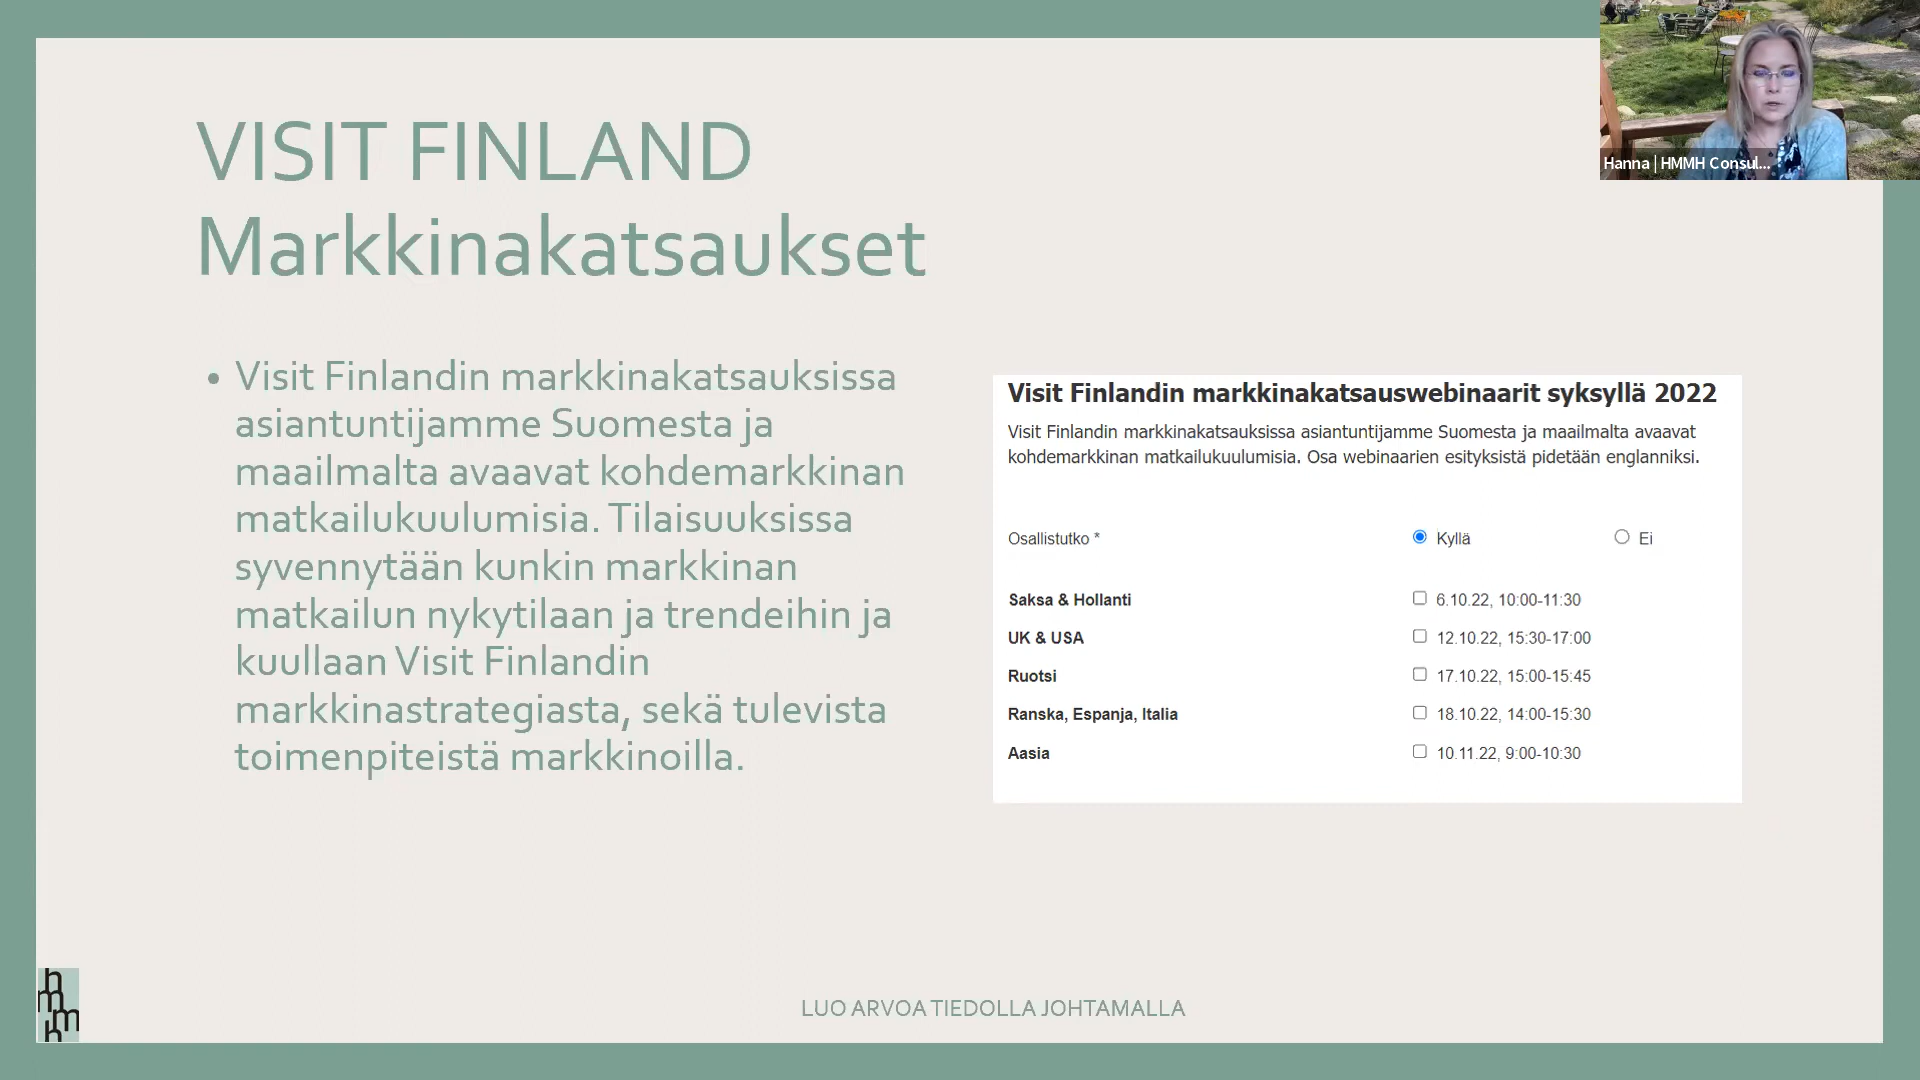 VISIT FINLAND
Markkinakatsaukset
• Visit Finlandin markkinakatsauksissa
asiantuntijamme Suomesta ja
maailmalta avaavat kohdemarkkinan
matkailukuulumisia. Tilaisuuksissa
syvennytään kunkin markkinan
matkailun nykytilaan ja trendeihin ja
kuullaan Visit Finlandin
markkinastrategiasta, sekä tulevista
toimenpiteistä markkinoilla.
Visit Finlandin markkinakatsauswebinaarit syksyllä 2022
Visit Finlandin markkinakatsauksissa asiantuntijamme Suomesta ja maailmalta avaavat
kohdemarkkinan matkailukuulumisia. Osa webinaarien esityksistä pidetään englanniksi.
Osallistutko * Kyllä Ei
Saksa & Hollanti 6.10.22, 10:00-11:30
UK & USA 12.10.22, 15:30-17:00
Ruotsi 17.10.22, 15:00-15:45
Ranska, Espanja, Italia 18.10.22, 14:00-15:30
Aasia 10.11.22, 9:00-10:30
Hanna | HMMH Consul...
h
m
m
h
LUO ARVOA TIEDOLLA JOHTAMALLA